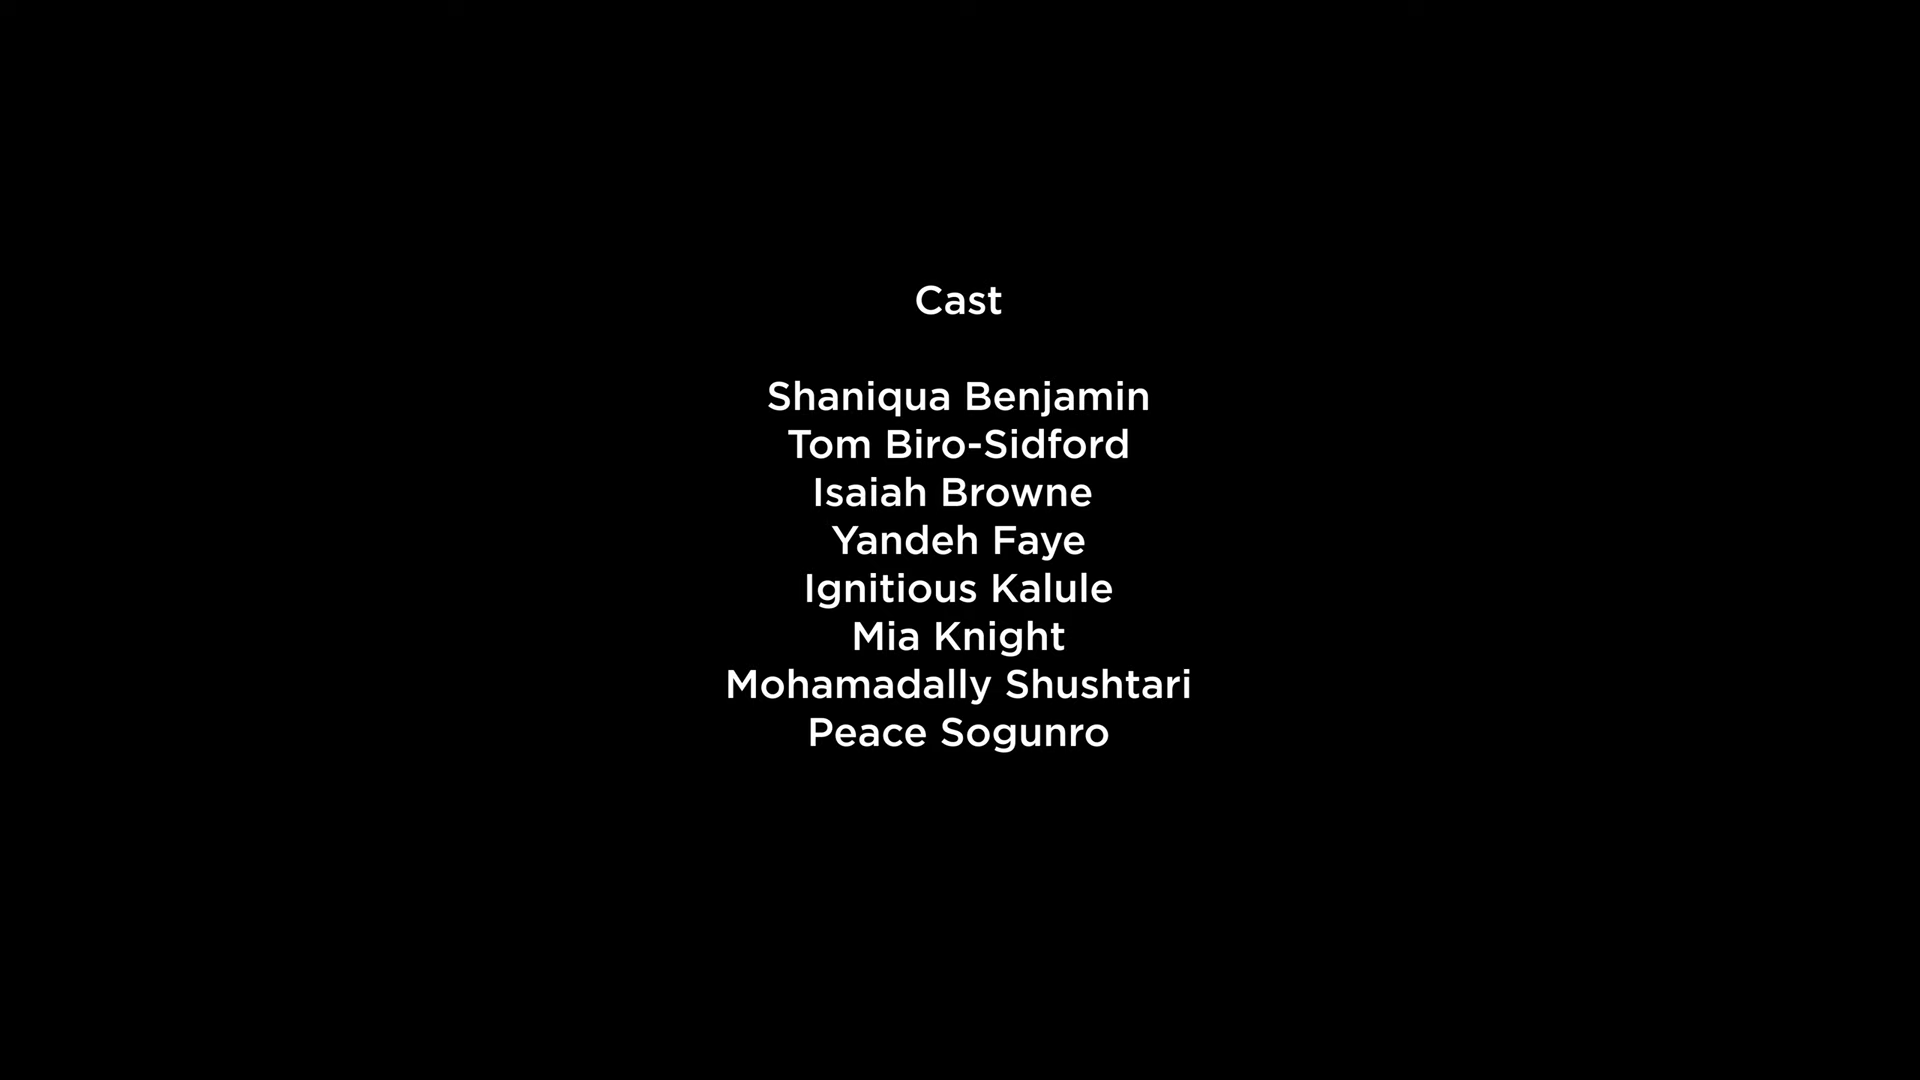 Cast
Shaniqua Benjamin
Tom Biro-Sidford
Isaiah Browne
Yandeh Faye
Ignitious Kalule
Mia Knight
Mohamadally Shushtari
Peace Sogunro